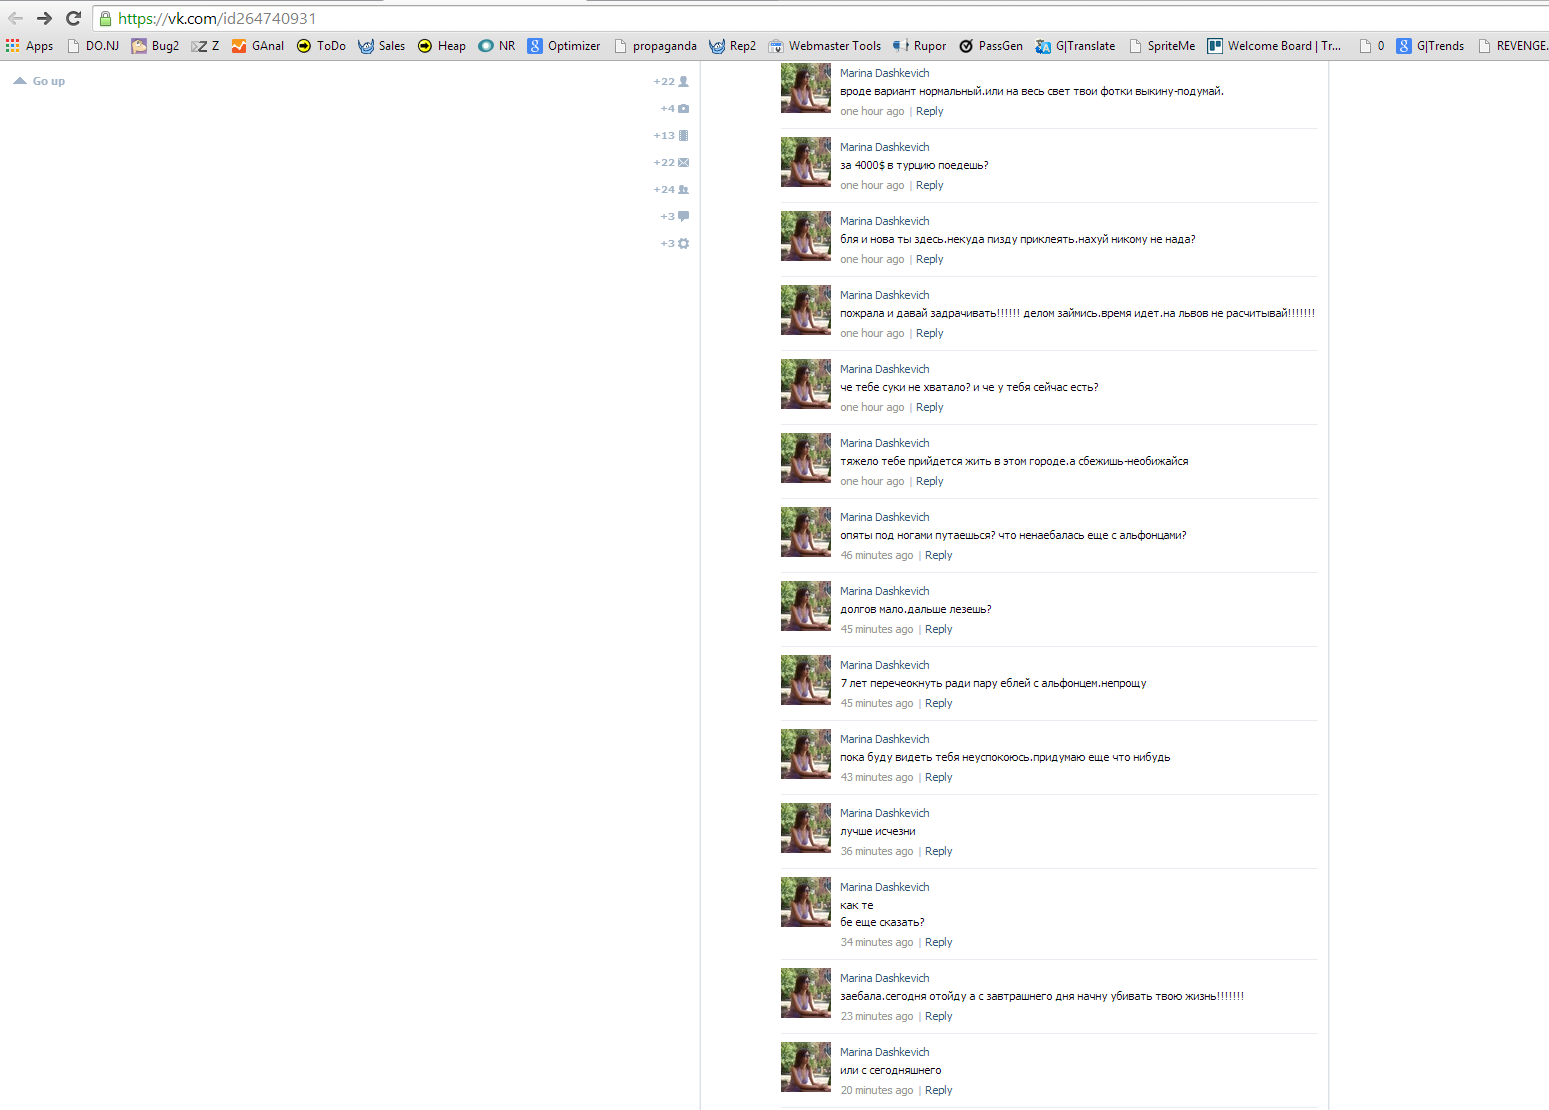 https://vk.com/id264740931
Apps DO.NJ Bug2 Z GAnal ToDo Sales Heap NR Optimizer propaganda Rep2 Webmaster Tools Rupor PassGen G|Translate SpriteMe Welcome Board | Tr... 0 G|Trends REVENGE.
Go up
+22
+4
+13
+22
+24
+3
+3
Marina Dashkevich
вроде вариант нормальный.или на весь свет твои фотки выкину-подумай.
one hour ago | Reply
Marina Dashkevich
за 4000$ в турцию поедешь?
one hour ago | Reply
Marina Dashkevich
бля и нова ты здесь.некуда пизду приклеять.нахуй никому не нада?
one hour ago | Reply
Marina Dashkevich
пожрала и давай задрачивать!!!!!! делом займись.время идет.на львов не расчитывай!!!!!!!
one hour ago | Reply
Marina Dashkevich
че тебе суки не хватало? и че у тебя сейчас есть?
one hour ago | Reply
Marina Dashkevich
тяжело тебе прийдется жить в этом городе.а сбежишь-необижайся
one hour ago | Reply
Marina Dashkevich
опяты под ногами путаешься? что ненаебалась еще с альфонцами?
46 minutes ago | Reply
Marina Dashkevich
долгов мало.дальше лезешь?
45 minutes ago | Reply
Marina Dashkevich
7 лет перечеокнуть ради пару еблей с альфонцем.непрощу
45 minutes ago | Reply
Marina Dashkevich
пока буду видеть тебя неуспокоюсь.придумаю еще что нибудь
43 minutes ago | Reply
Marina Dashkevich
лучше исчезни
36 minutes ago | Reply
Marina Dashkevich
как те
бе еще сказать?
34 minutes ago | Reply
Marina Dashkevich
заебала.сегодня отойду а с завтрашнего дня начну убивать твою жизнь!!!!!!!
23 minutes ago | Reply
Marina Dashkevich
или с сегодняшнего
20 minutes ago | Reply